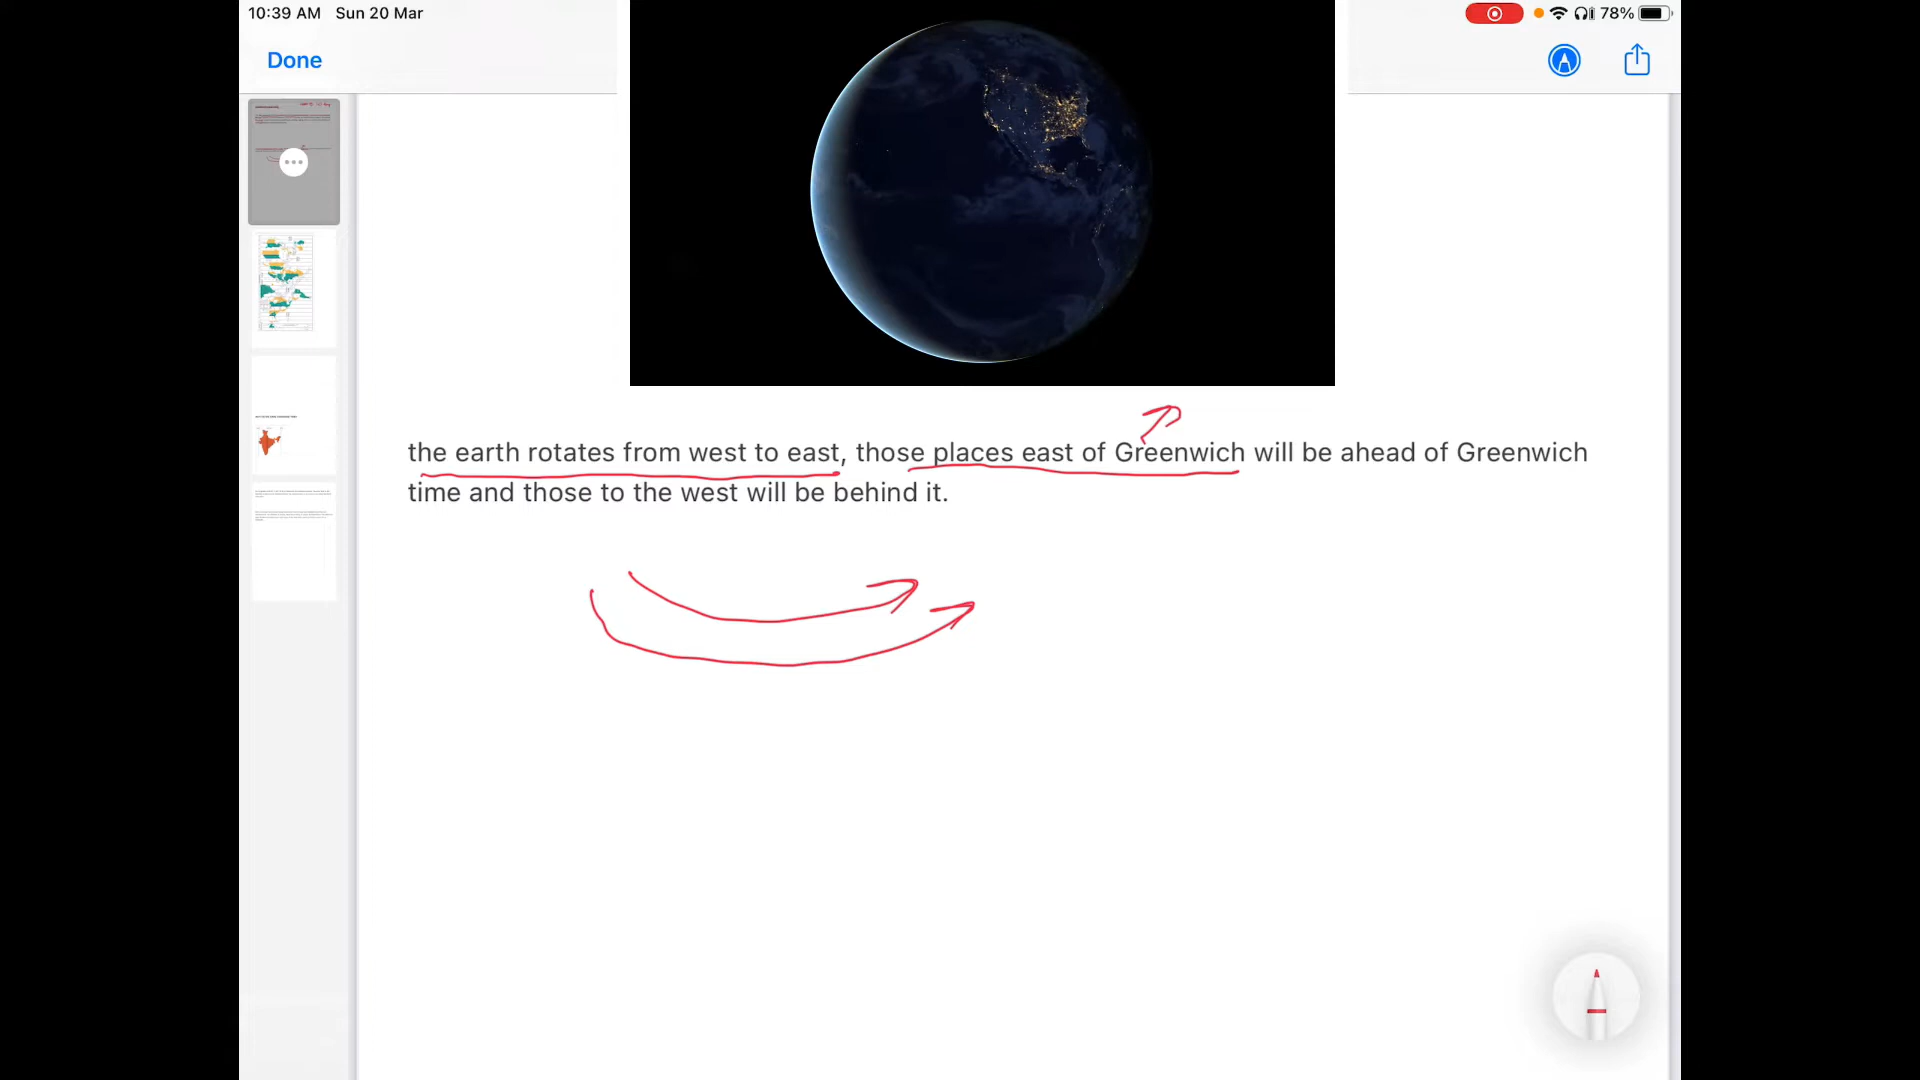 10:39 AM Sun 20 Mar
78%
Done
the earth rotates from west to east, those places east of Greenwich will be ahead of Greenwich
time and those to the west will be behind it.